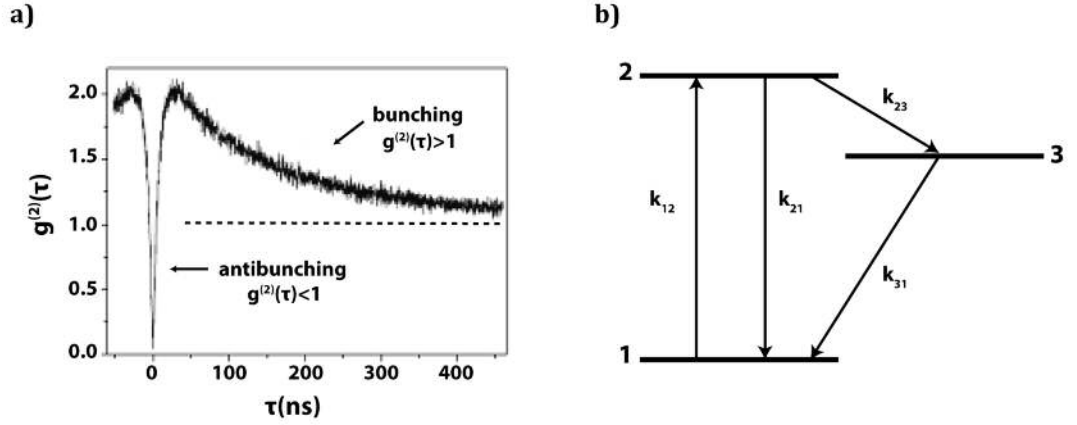 a)
2.0
1.5
1.0
0.5
0.0
g⁽²⁾(τ)
bunching
g⁽²⁾(τ)>1
antibunching
g⁽²⁾(τ)<1
0
100
200
300
400
τ(ns)
b)
2
k₂₃
3
k₁₂
k₂₁
k₃₁
1